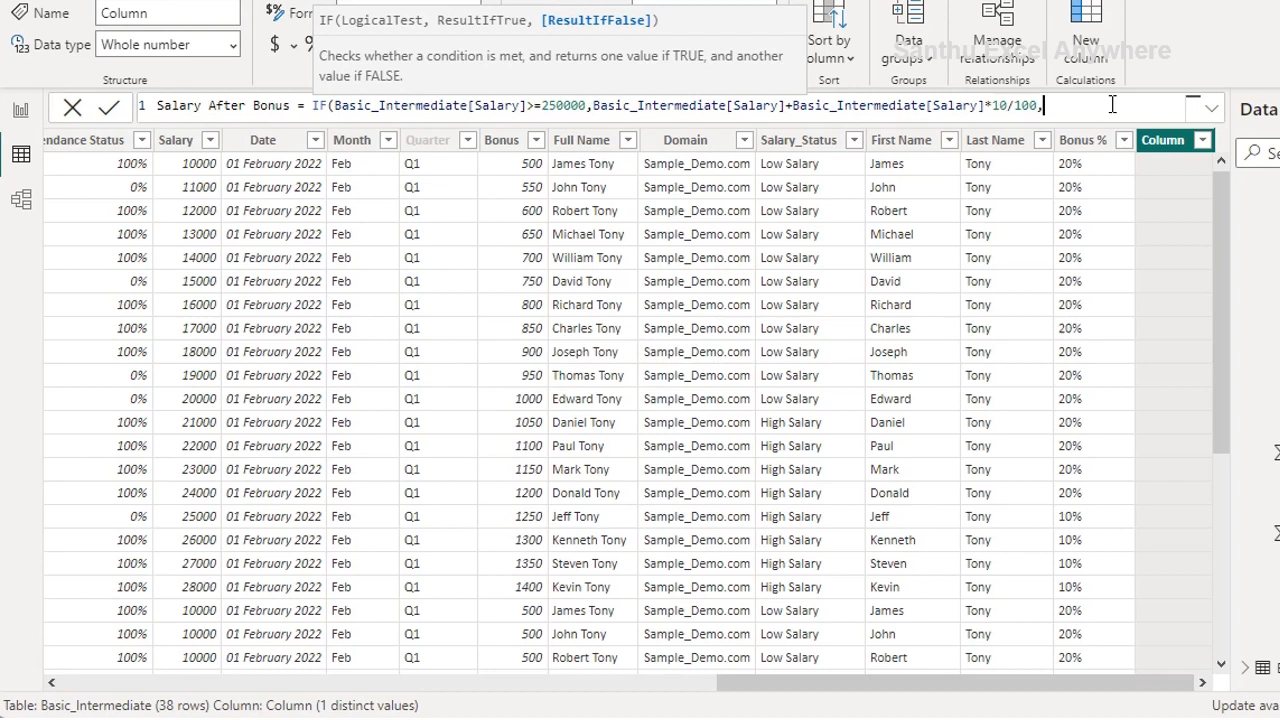 Name Column
Data type Whole number
Structure
$
IF(LogicalTest, ResultIfTrue, [ResultIfFalse])
Checks whether a condition is met, and returns one value if TRUE, and another
value if FALSE.
Sort by
column
Sort
Data
groups
Groups
Manage
relationships
Relationships
New
column
Calculations
Santhu Excel Anywhere
1 Salary After Bonus = IF(Basic_Intermediate[Salary]>=250000,Basic_Intermediate[Salary]+Basic_Intermediate[Salary]*10/100,
Data
endance Status Salary Date Month Quarter Bonus Full Name Domain Salary_Status First Name Last Name Bonus % Column
100% 10000 01 February 2022 Feb Q1 500 James Tony Sample_Demo.com Low Salary James Tony 20%
0% 11000 01 February 2022 Feb Q1 550 John Tony Sample_Demo.com Low Salary John Tony 20%
100% 12000 01 February 2022 Feb Q1 600 Robert Tony Sample_Demo.com Low Salary Robert Tony 20%
100% 13000 01 February 2022 Feb Q1 650 Michael Tony Sample_Demo.com Low Salary Michael Tony 20%
100% 14000 01 February 2022 Feb Q1 700 William Tony Sample_Demo.com Low Salary William Tony 20%
0% 15000 01 February 2022 Feb Q1 750 David Tony Sample_Demo.com Low Salary David Tony 20%
100% 16000 01 February 2022 Feb Q1 800 Richard Tony Sample_Demo.com Low Salary Richard Tony 20%
100% 17000 01 February 2022 Feb Q1 850 Charles Tony Sample_Demo.com Low Salary Charles Tony 20%
100% 18000 01 February 2022 Feb Q1 900 Joseph Tony Sample_Demo.com Low Salary Joseph Tony 20%
0% 19000 01 February 2022 Feb Q1 950 Thomas Tony Sample_Demo.com Low Salary Thomas Tony 20%
0% 20000 01 February 2022 Feb Q1 1000 Edward Tony Sample_Demo.com Low Salary Edward Tony 20%
100% 21000 01 February 2022 Feb Q1 1050 Daniel Tony Sample_Demo.com High Salary Daniel Tony 20%
100% 22000 01 February 2022 Feb Q1 1100 Paul Tony Sample_Demo.com High Salary Paul Tony 20%
100% 23000 01 February 2022 Feb Q1 1150 Mark Tony Sample_Demo.com High Salary Mark Tony 20%
100% 24000 01 February 2022 Feb Q1 1200 Donald Tony Sample_Demo.com High Salary Donald Tony 20%
0% 25000 01 February 2022 Feb Q1 1250 Jeff Tony Sample_Demo.com High Salary Jeff Tony 10%
100% 26000 01 February 2022 Feb Q1 1300 Kenneth Tony Sample_Demo.com High Salary Kenneth Tony 10%
100% 27000 01 February 2022 Feb Q1 1350 Steven Tony Sample_Demo.com High Salary Steven Tony 10%
100% 28000 01 February 2022 Feb Q1 1400 Kevin Tony Sample_Demo.com High Salary Kevin Tony 10%
100% 10000 01 February 2022 Feb Q1 500 James Tony Sample_Demo.com Low Salary James Tony 20%
100% 10000 01 February 2022 Feb Q1 500 John Tony Sample_Demo.com Low Salary John Tony 20%
100% 10000 01 February 2022 Feb Q1 500 Robert Tony Sample_Demo.com Low Salary Robert Tony 20%
Table: Basic_Intermediate (38 rows) Column: Column (1 distinct values)
Update ava